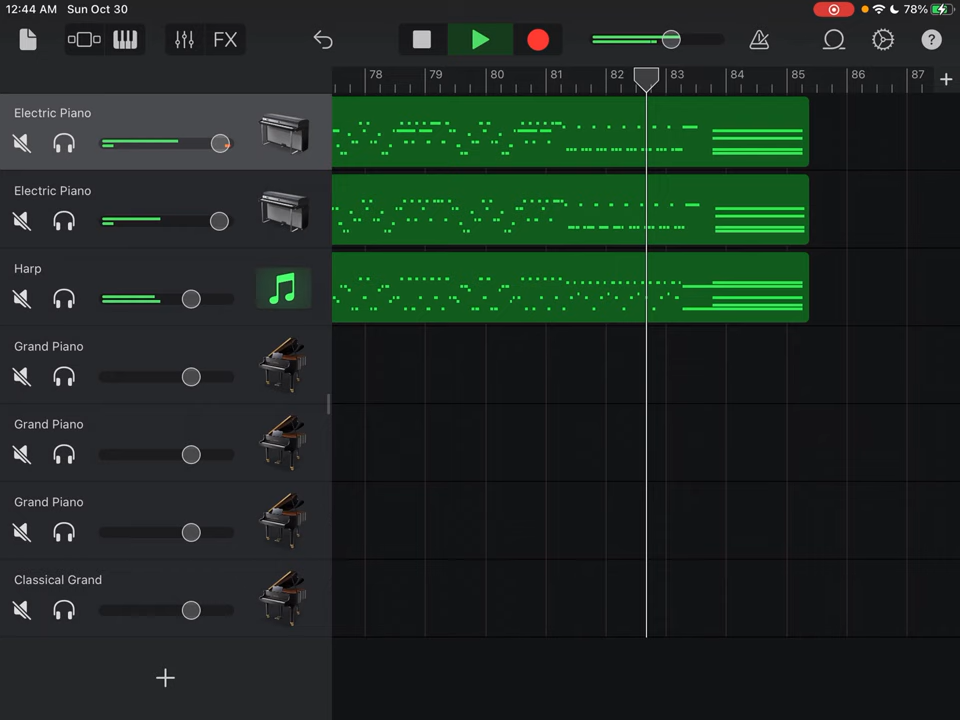 12:44 AM Sun Oct 30 78%
FX ?
78 79 80 81 82 83 84 85 86 87 +
Electric Piano
Electric Piano
Harp
Grand Piano
Grand Piano
Grand Piano
Classical Grand
+